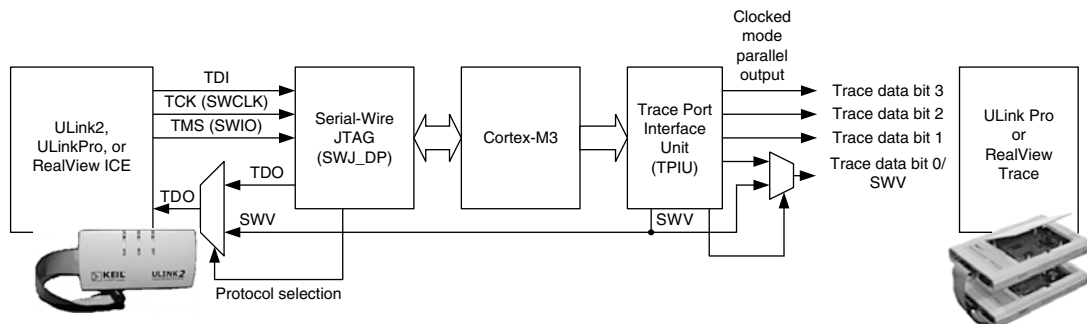 Clocked
mode
parallel
output
ULink2,
ULinkPro, or
RealView ICE
TDI
TCK (SWCLK)
TMS (SWIO)
TDO
TDO
SWV
Protocol selection
Serial-Wire
JTAG
(SWJ_DP)
Cortex-M3
Trace Port
Interface
Unit
(TPIU)
SWV
Trace data bit 3
Trace data bit 2
Trace data bit 1
Trace data bit 0/
SWV
ULink Pro
or
RealView
Trace
KEIL
ULINK2